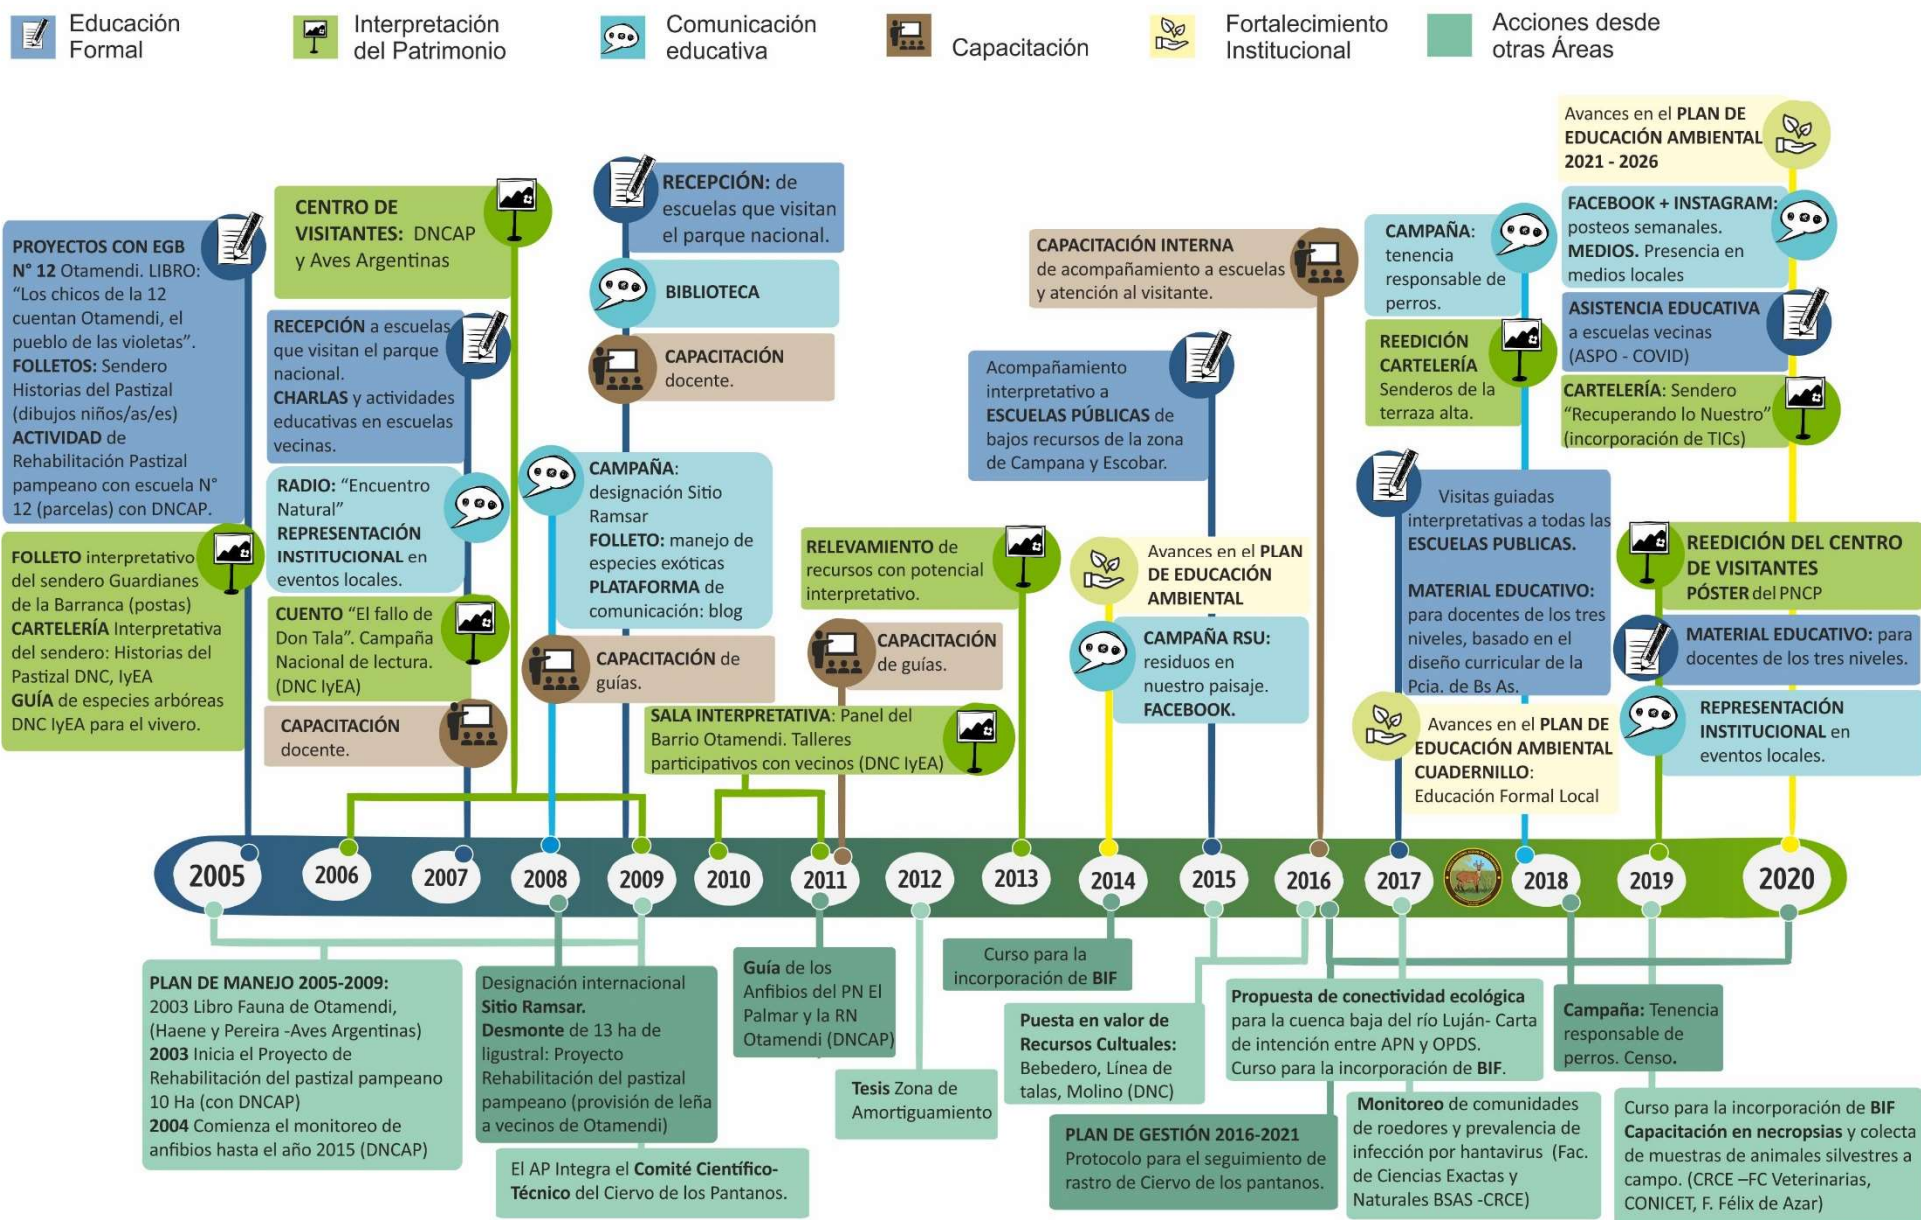 Educación
Formal
Interpretación
del Patrimonio
Comunicación
educativa
Capacitación
Fortalecimiento
Institucional
Acciones desde
otras Áreas
PROYECTOS CON EGB
N° 12 Otamendi. LIBRO:
“Los chicos de la 12
cuentan Otamendi, el
pueblo de las violetas”.
FOLLETOS: Sendero
Historias del Pastizal
(dibujos niños/as/es)
ACTIVIDAD de
Rehabilitación Pastizal
pampeano con escuela N°
12 (parcelas) con DNCAP.
FOLLETO interpretativo
del sendero Guardianes
de la Barranca (postas)
CARTELERÍA Interpretativa
del sendero: Historias del
Pastizal DNC, IyEA
GUÍA de especies arbóreas
DNC IyEA para el vivero.
CENTRO DE
VISITANTES: DNCAP
y Aves Argentinas
RECEPCIÓN a escuelas
que visitan el parque
nacional.
CHARLAS y actividades
educativas en escuelas
vecinas.
RADIO: “Encuentro
Natural”
REPRESENTACIÓN
INSTITUCIONAL en
eventos locales.
CUENTO “El fallo de
Don Tala”. Campaña
Nacional de lectura.
(DNC IyEA)
CAPACITACIÓN
docente.
RECEPCIÓN: de
escuelas que visitan
el parque nacional.
BIBLIOTECA
CAPACITACIÓN
docente.
CAMPAÑA:
designación Sitio
Ramsar
FOLLETO: manejo de
especies exóticas
PLATAFORMA de
comunicación: blog
CAPACITACIÓN de
guías.
SALA INTERPRETATIVA: Panel del
Barrio Otamendi. Talleres
participativos con vecinos (DNC IyEA)
RELEVAMIENTO de
recursos con potencial
interpretativo.
CAPACITACIÓN
de guías.
Acompañamiento
interpretativo a
ESCUELAS PÚBLICAS de
bajos recursos de la zona
de Campana y Escobar.
Avances en el PLAN
DE EDUCACIÓN
AMBIENTAL
CAMPAÑA RSU:
residuos en
nuestro paisaje.
FACEBOOK.
CAPACITACIÓN INTERNA
de acompañamiento a escuelas
y atención al visitante.
CAMPAÑA:
tenencia
responsable de
perros.
REEDICIÓN
CARTELERÍA
Senderos de la
terraza alta.
Visitas guiadas
interpretativas a todas las
ESCUELAS PUBLICAS.
MATERIAL EDUCATIVO:
para docentes de los tres
niveles, basado en el
diseño curricular de la
Pcia. de Bs As.
Avances en el PLAN DE
EDUCACIÓN AMBIENTAL
CUADERNILLO:
Educación Formal Local
Avances en el PLAN DE
EDUCACIÓN AMBIENTAL
2021 - 2026
FACEBOOK + INSTAGRAM:
posteos semanales.
MEDIOS. Presencia en
medios locales
ASISTENCIA EDUCATIVA
a escuelas vecinas
(ASPO - COVID)
CARTELERÍA: Sendero
“Recuperando lo Nuestro”
(incorporación de TICs)
REEDICIÓN DEL CENTRO
DE VISITANTES
PÓSTER del PNCP
MATERIAL EDUCATIVO: para
docentes de los tres niveles.
REPRESENTACIÓN
INSTITUCIONAL en
eventos locales.
2005
2006
2007
2008
2009
2010
2011
2012
2013
2014
2015
2016
2017
2018
2019
2020
PLAN DE MANEJO 2005-2009:
2003 Libro Fauna de Otamendi,
(Haene y Pereira -Aves Argentinas)
2003 Inicia el Proyecto de
Rehabilitación del pastizal pampeano
10 Ha (con DNCAP)
2004 Comienza el monitoreo de
anfibios hasta el año 2015 (DNCAP)
Designación internacional
Sitio Ramsar.
Desmonte de 13 ha de
ligustral: Proyecto
Rehabilitación del pastizal
pampeano (provisión de leña
a vecinos de Otamendi)
El AP Integra el Comité Científico-
Técnico del Ciervo de los Pantanos.
Guía de los
Anfibios del PN El
Palmar y la RN
Otamendi (DNCAP)
Tesis Zona de
Amortiguamiento
Curso para la
incorporación de BIF
Puesta en valor de
Recursos Cultuales:
Bebedero, Línea de
talas, Molino (DNC)
PLAN DE GESTIÓN 2016-2021
Protocolo para el seguimiento de
rastro de Ciervo de los pantanos.
Propuesta de conectividad ecológica
para la cuenca baja del río Luján- Carta
de intención entre APN y OPDS.
Curso para la incorporación de BIF.
Monitoreo de comunidades
de roedores y prevalencia de
infección por hantavirus (Fac.
de Ciencias Exactas y
Naturales BSAS -CRCE)
Campaña: Tenencia
responsable de
perros. Censo.
Curso para la incorporación de BIF
Capacitación en necropsias y colecta
de muestras de animales silvestres a
campo. (CRCE –FC Veterinarias,
CONICET, F. Félix de Azar)